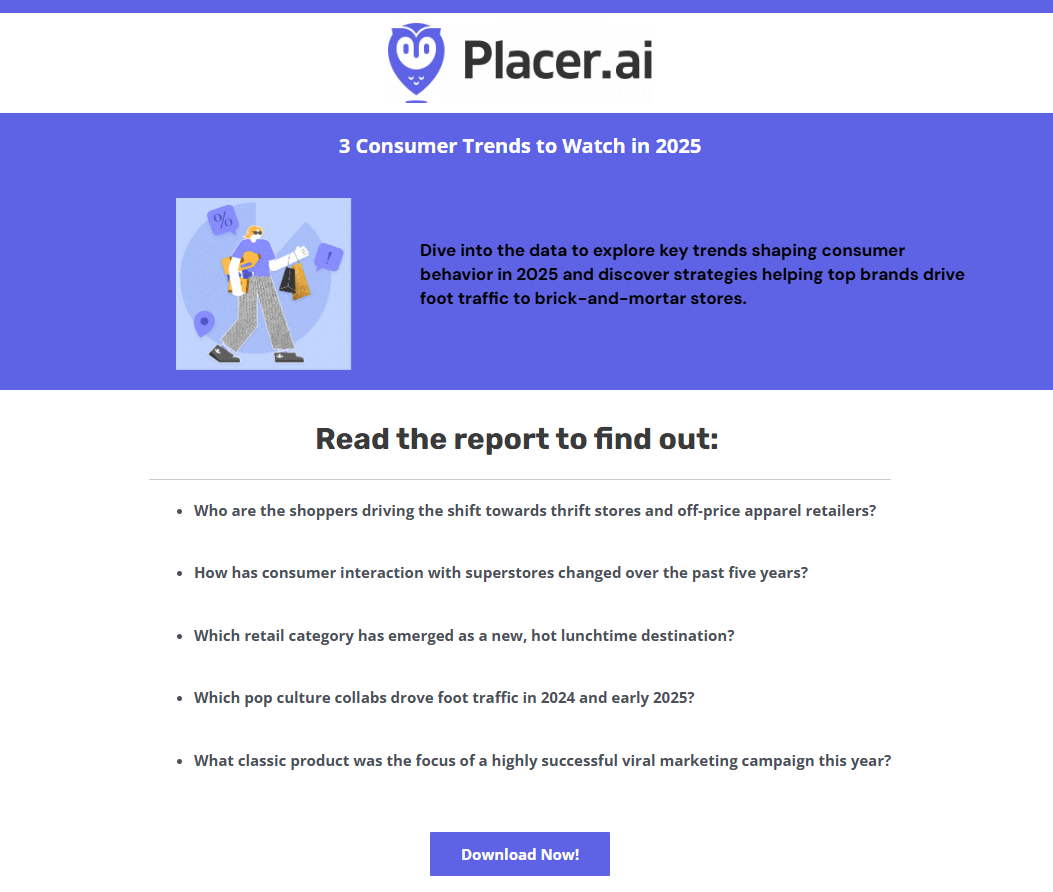 Placer.ai
3 Consumer Trends to Watch in 2025
%
!
Dive into the data to explore key trends shaping consumer
behavior in 2025 and discover strategies helping top brands drive
foot traffic to brick-and-mortar stores.
Read the report to find out:
• Who are the shoppers driving the shift towards thrift stores and off-price apparel retailers?
• How has consumer interaction with superstores changed over the past five years?
• Which retail category has emerged as a new, hot lunchtime destination?
• Which pop culture collabs drove foot traffic in 2024 and early 2025?
• What classic product was the focus of a highly successful viral marketing campaign this year?
Download Now!